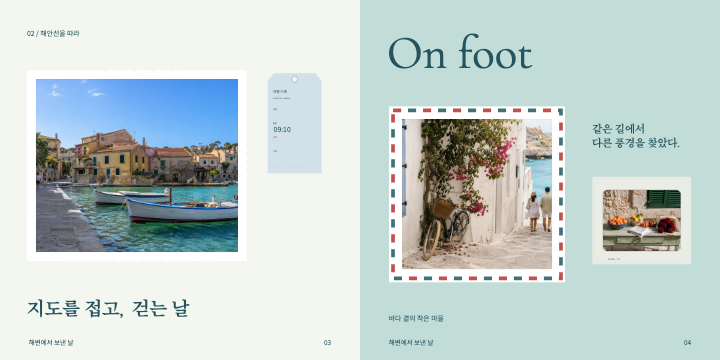 02 / 해안선을 따라
09:10
지도를 접고, 걷는 날
해변에서 보낸 날
03
On foot
같은 길에서
다른 풍경을 찾았다.
바다 곁의 작은 마을
해변에서 보낸 날
04